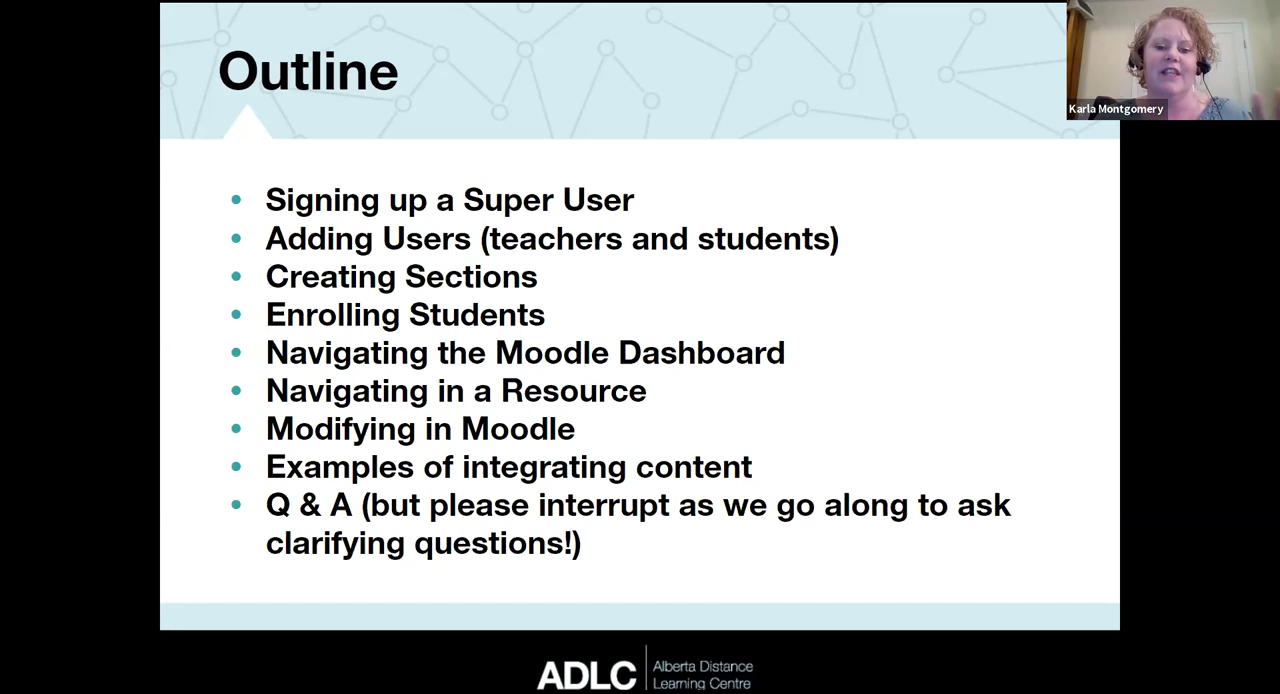 Outline
Karla Montgomery
• Signing up a Super User
• Adding Users (teachers and students)
• Creating Sections
• Enrolling Students
• Navigating the Moodle Dashboard
• Navigating in a Resource
• Modifying in Moodle
• Examples of integrating content
• Q & A (but please interrupt as we go along to ask
clarifying questions!)
ADLC
Alberta Distance
Learning Centre